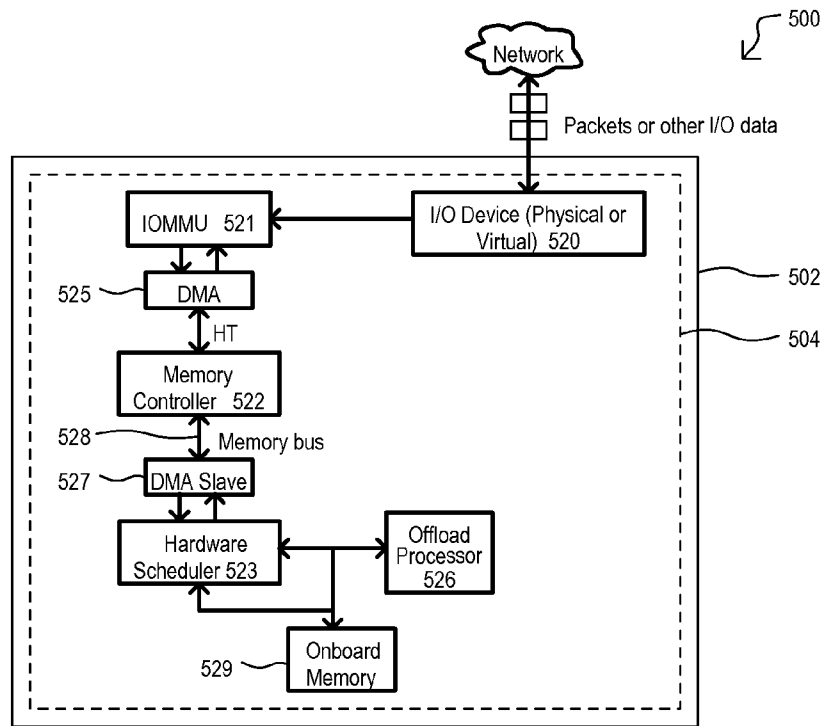 500
Network
Packets or other I/O data
IOMMU 521
I/O Device (Physical or
Virtual) 520
525
DMA
502
HT
504
Memory
Controller 522
528
Memory bus
527
DMA Slave
Hardware
Scheduler 523
Offload
Processor
526
529
Onboard
Memory